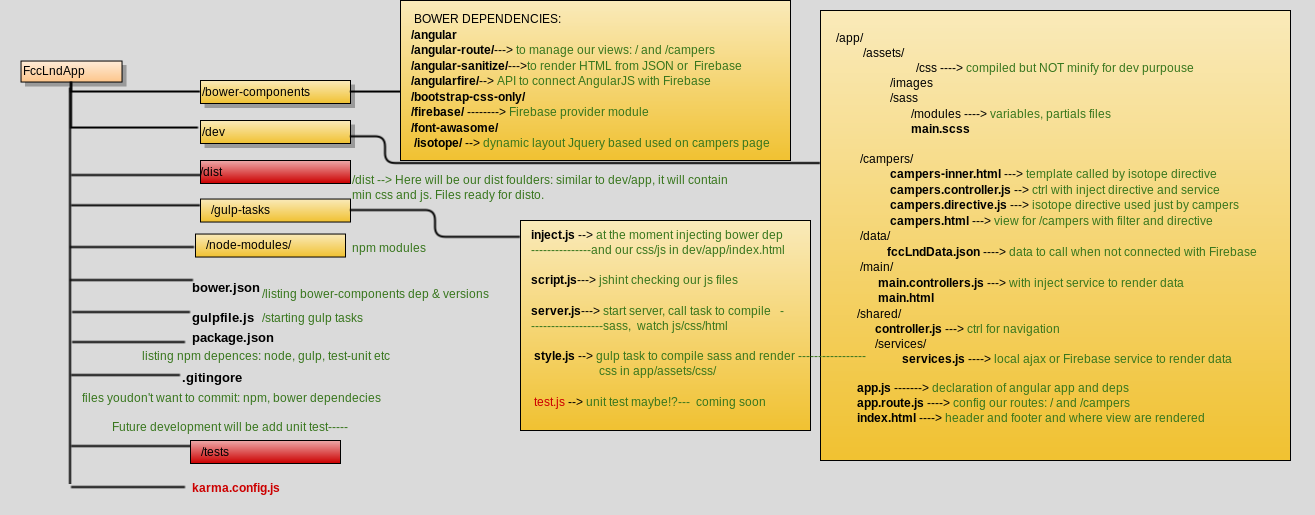 FccLndApp
/bower-components
/dev
/dist
/dist --> Here will be our dist foulders: similar to dev/app, it will contain
min css and js. Files ready for disto.
/gulp-tasks
/node-modules/
npm modules
bower.json /listing bower-components dep & versions
gulpfile.js /starting gulp tasks
package.json
listing npm depences: node, gulp, test-unit etc
.gitingore
files youdon't want to commit: npm, bower dependecies
Future development will be add unit test-----
/tests
karma.config.js
BOWER DEPENDENCIES:
/angular
/angular-route/---> to manage our views: / and /campers
/angular-sanitize/--->to render HTML from JSON or Firebase
/angularfire/--> API to connect AngularJS with Firebase
/bootstrap-css-only/
/firebase/ --------> Firebase provider module
/font-awasome/
/isotope/ --> dynamic layout Jquery based used on campers page
inject.js --> at the moment injecting bower dep
---------------and our css/js in dev/app/index.html
script.js---> jshint checking our js files
server.js---> start server, call task to compile -
------------------sass, watch js/css/html
style.js --> gulp task to compile sass and render -----------------
css in app/assets/css/
test.js --> unit test maybe!?--- coming soon
/app/
/assets/
/css ----> compiled but NOT minify for dev purpouse
/images
/sass
/modules ----> variables, partials files
main.scss
/campers/
campers-inner.html ---> template called by isotope directive
campers.controller.js --> ctrl with inject directive and service
campers.directive.js ---> isotope directive used just by campers
campers.html ---> view for /campers with filter and directive
/data/
fccLndData.json ----> data to call when not connected with Firebase
/main/
main.controllers.js ---> with inject service to render data
main.html
/shared/
controller.js ---> ctrl for navigation
/services/
services.js ----> local ajax or Firebase service to render data
app.js -------> declaration of angular app and deps
app.route.js ----> config our routes: / and /campers
index.html ----> header and footer and where view are rendered